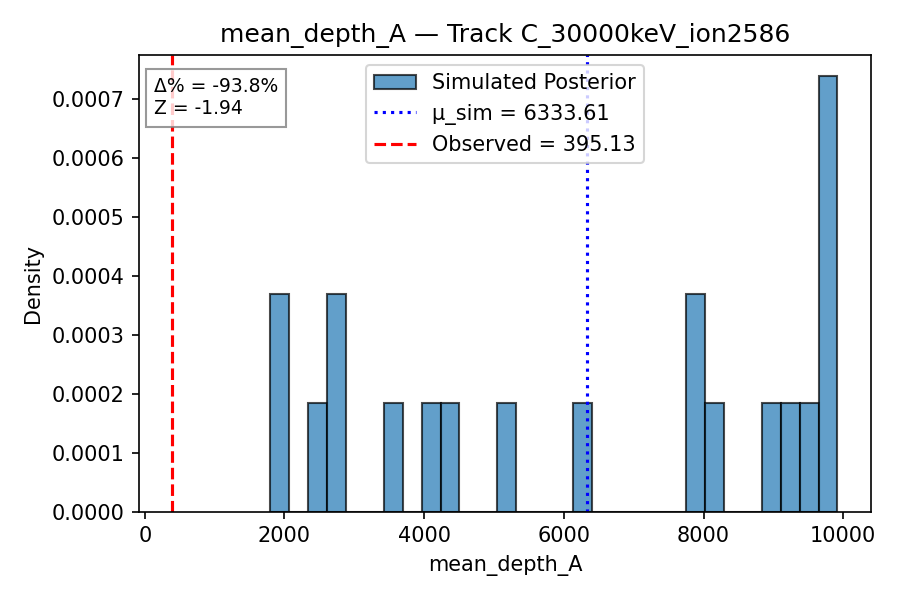 mean_depth_A — Track C_30000keV_ion2586
Δ% = -93.8%
Z = -1.94
Simulated Posterior
μ_sim = 6333.61
Observed = 395.13
Density
0.0007
0.0006
0.0005
0.0004
0.0003
0.0002
0.0001
0.0000
0
2000
4000
6000
8000
10000
mean_depth_A